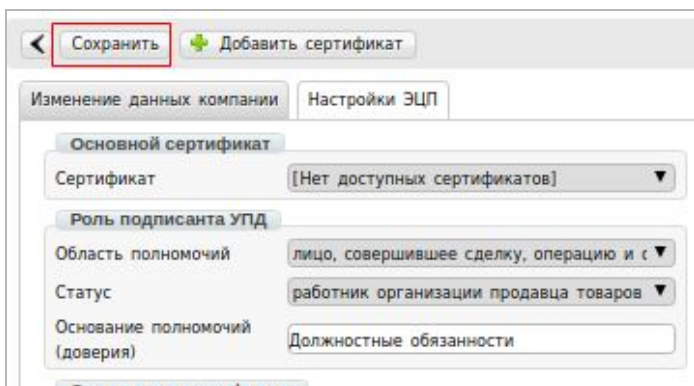 Сохранить Добавить сертификат
Изменение данных компании Настройки ЭЦП
Основной сертификат
Сертификат [Нет доступных сертификатов]
Роль подписанта УПД
Область полномочий лицо, совершившее сделку, операцию и с
Статус работник организации продавца товаров
Основание полномочий
(доверия) Должностные обязанности